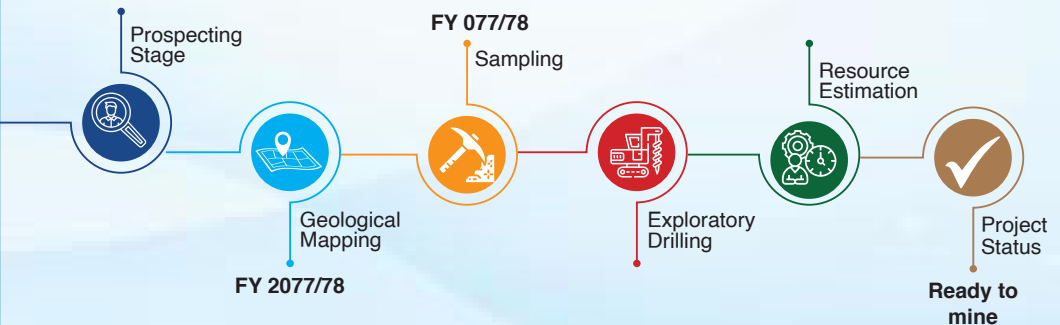 Prospecting
Stage
Geological
Mapping
FY 2077/78
FY 077/78
Sampling
Exploratory
Drilling
Resource
Estimation
Project
Status
Ready to
mine